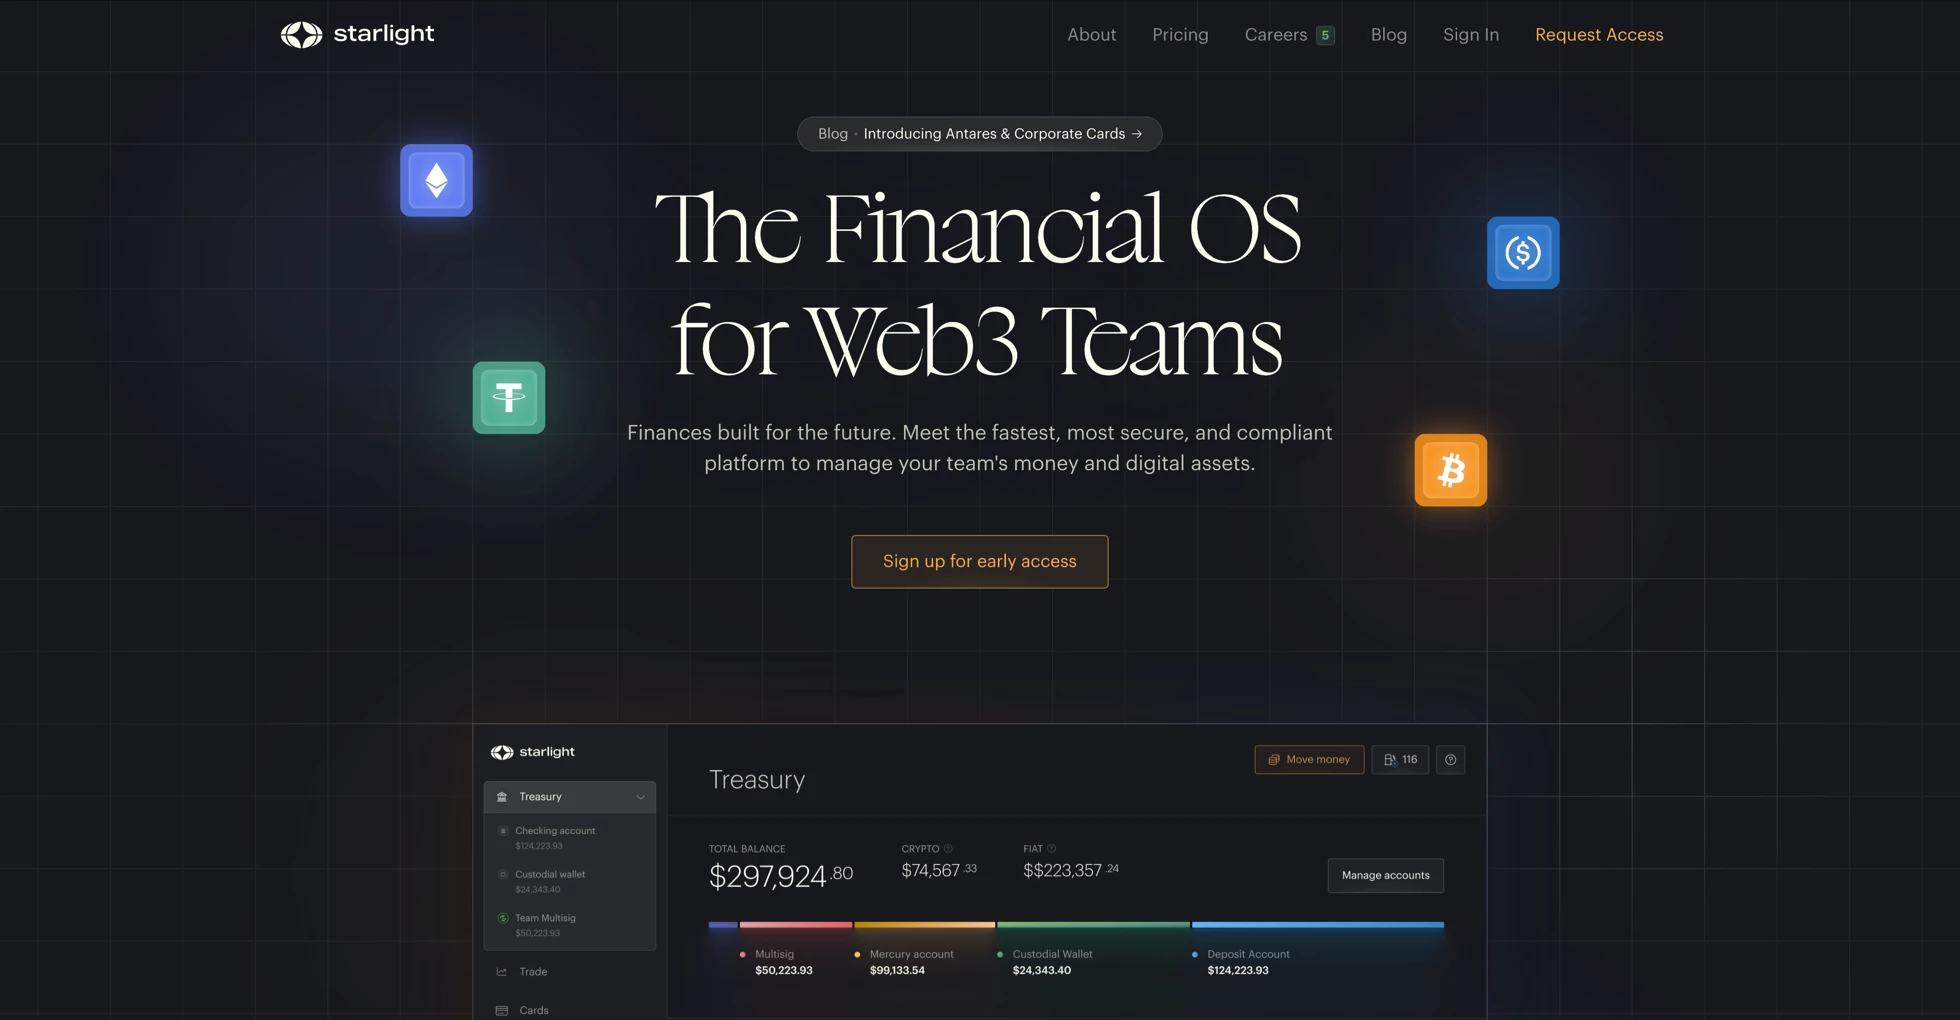 starlight
About
Pricing
Careers 5
Blog
Sign In
Request Access
Blog • Introducing Antares & Corporate Cards →
The Financial OS
for Web3 Teams
Finances built for the future. Meet the fastest, most secure, and compliant
platform to manage your team's money and digital assets.
Sign up for early access
starlight
Treasury
Checking account
$124,223.93
Custodial wallet
$24,343.40
Team Multisig
$50,223.93
Trade
Cards
Treasury
Move money
116
TOTAL BALANCE
$297,924.80
CRYPTO
$74,567.33
FIAT
$$223,357.24
Manage accounts
Multisig
$50,223.93
Mercury account
$99,133.54
Custodial Wallet
$24,343.40
Deposit Account
$124,223.93